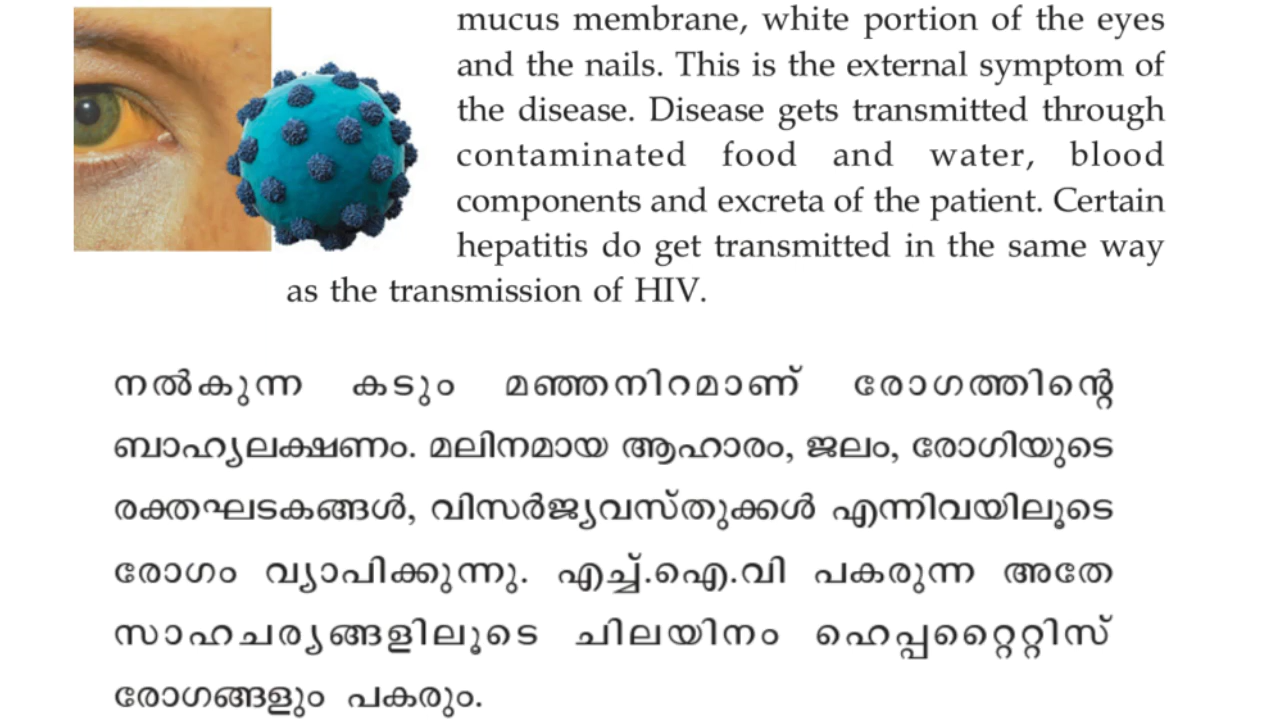 mucus membrane, white portion of the eyes
and the nails. This is the external symptom of
the disease. Disease gets transmitted through
contaminated food and water, blood
components and excreta of the patient. Certain
hepatitis do get transmitted in the same way
as the transmission of HIV.
നൽകുന്ന കടും മഞ്ഞനിറമാണ് രോഗത്തിന്റെ
ബാഹ്യലക്ഷണം. മലിനമായ ആഹാരം, ജലം, രോഗിയുടെ
രക്തഘടകങ്ങൾ, വിസർജ്യവസ്തുക്കൾ എന്നിവയിലൂടെ
രോഗം വ്യാപിക്കുന്നു. എച്ച്.ഐ.വി പകരുന്ന അതേ
സാഹചര്യങ്ങളിലൂടെ ചിലയിനം ഹെപ്പറ്റൈറ്റിസ്
രോഗങ്ങളും പകരും.